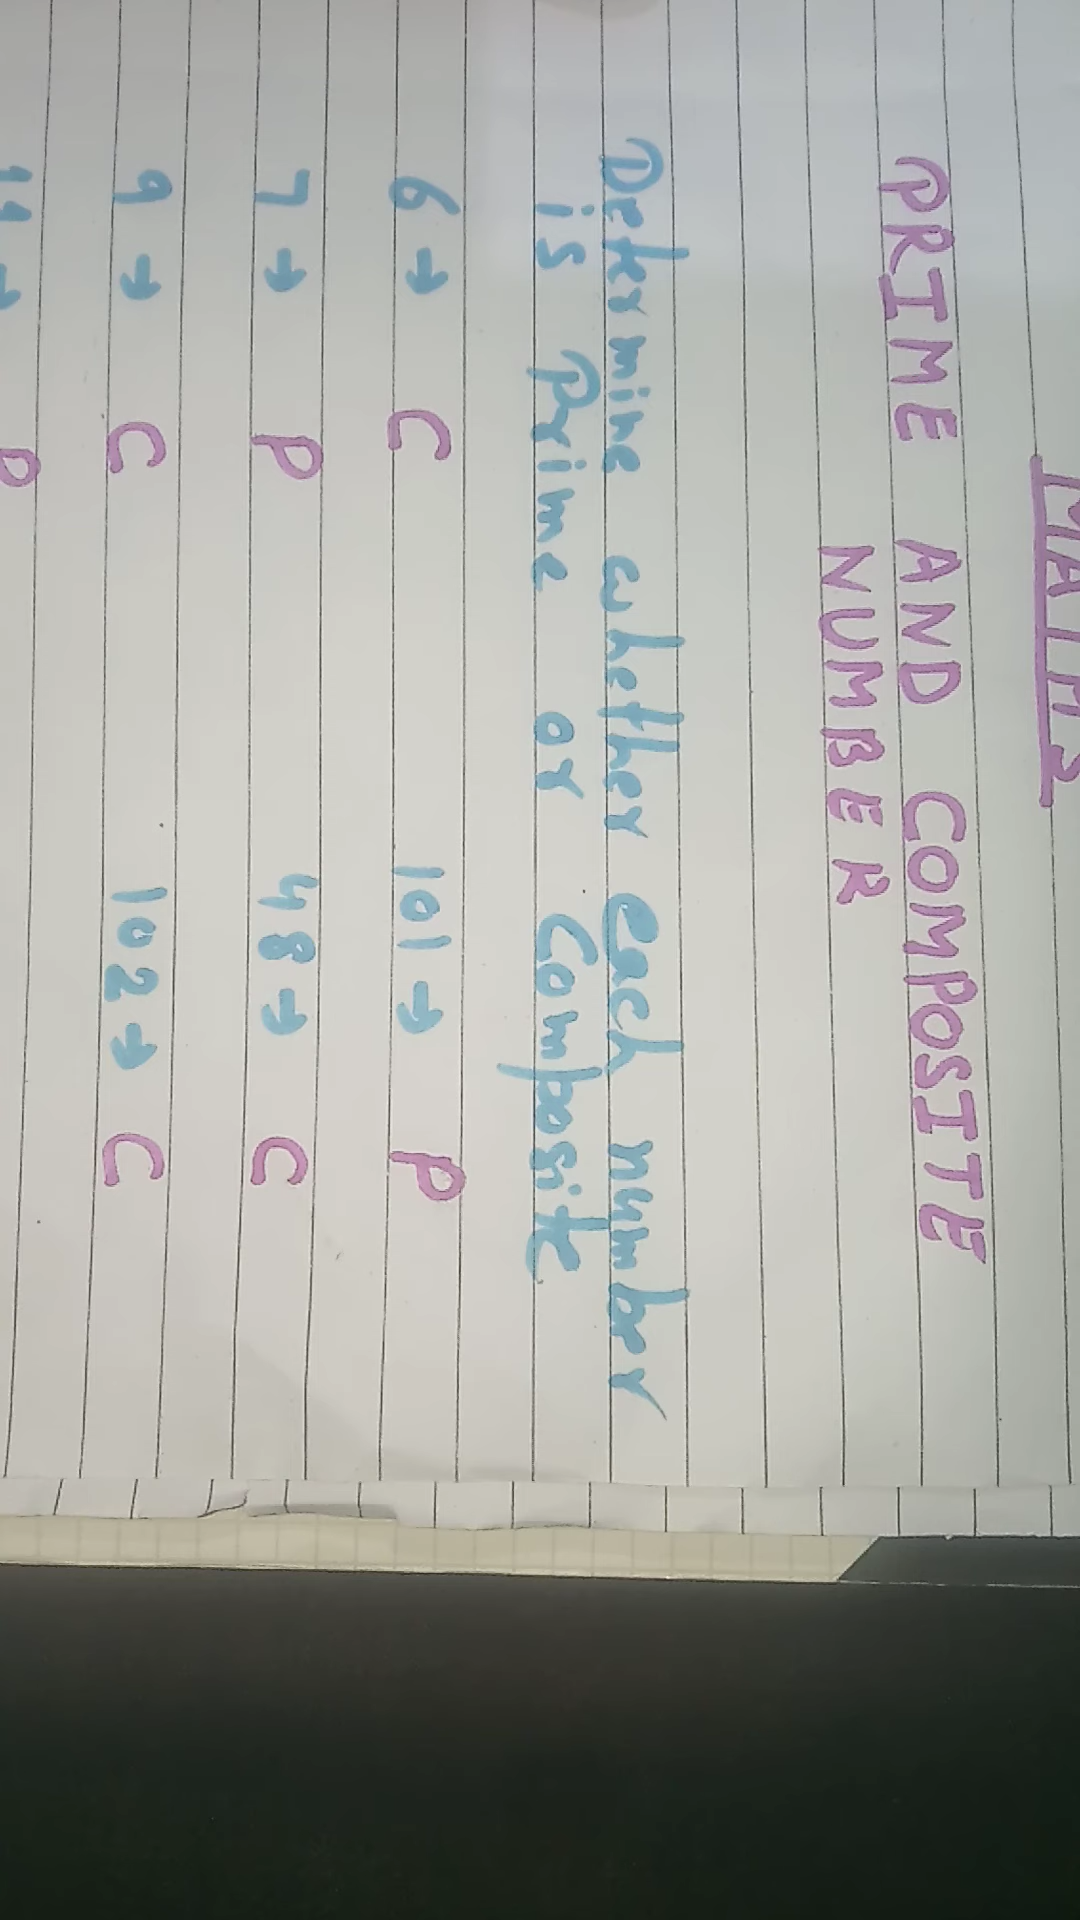 MATHS
PRIME AND COMPOSITE
NUMBER
Determine whether each number
is Prime or Composite
6 → C 101 → P
7 → P 48 → C
9 → C 102 → C
11 → P